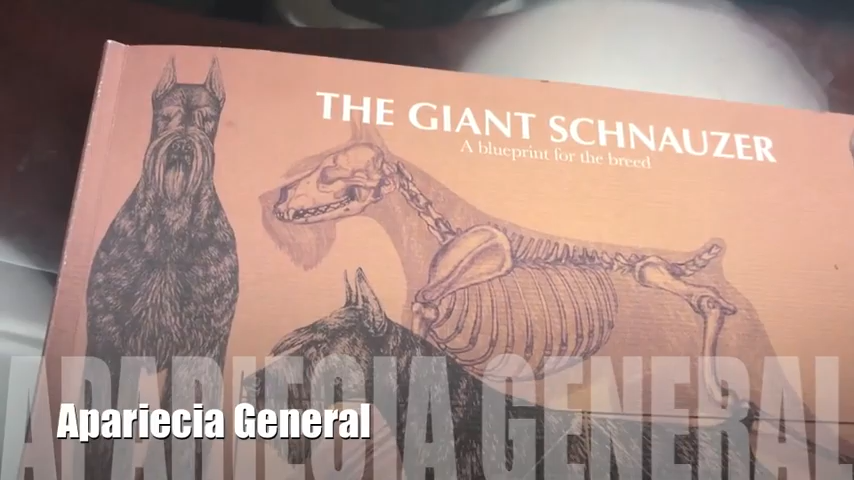 THE GIANT SCHNAUZER
A blueprint for the breed
APARIECIA GENERAL
Apariecia General